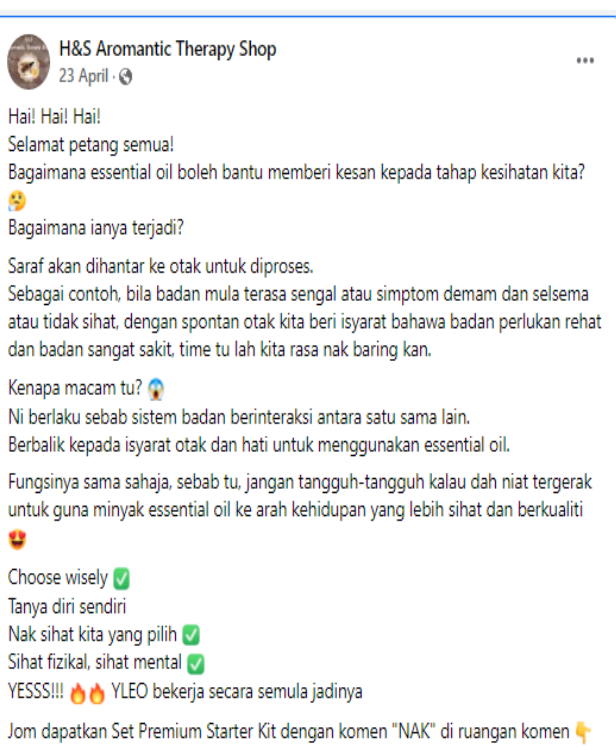 H&S Aromantic Therapy Shop
23 April ·
Hai! Hai! Hai!
Selamat petang semua!
Bagaimana essential oil boleh bantu memberi kesan kepada tahap kesihatan kita?
🤔
Bagaimana ianya terjadi?
Saraf akan dihantar ke otak untuk diproses.
Sebagai contoh, bila badan mula terasa sengal atau simptom demam dan selsema
atau tidak sihat, dengan spontan otak kita beri isyarat bahawa badan perlukan rehat
dan badan sangat sakit, time tu lah kita rasa nak baring kan.
Kenapa macam tu? 😱
Ni berlaku sebab sistem badan berinteraksi antara satu sama lain.
Berbalik kepada isyarat otak dan hati untuk menggunakan essential oil.
Fungsinya sama sahaja, sebab tu, jangan tangguh-tangguh kalau dah niat tergerak
untuk guna minyak essential oil ke arah kehidupan yang lebih sihat dan berkualiti
😍
Choose wisely ✅
Tanya diri sendiri
Nak sihat kita yang pilih ✅
Sihat fizikal, sihat mental ✅
YESSS!!! 🔥🔥 YLEO bekerja secara semula jadinya
Jom dapatkan Set Premium Starter Kit dengan komen "NAK" di ruangan komen 👇